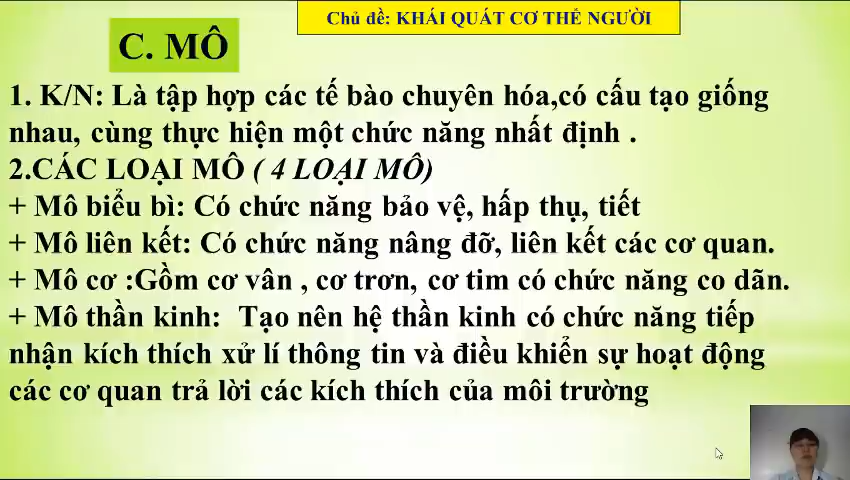 Chủ đề: KHÁI QUÁT CƠ THỂ NGƯỜI
C. MÔ
1. K/N: Là tập hợp các tế bào chuyên hóa,có cấu tạo giống
nhau, cùng thực hiện một chức năng nhất định .
2.CÁC LOẠI MÔ ( 4 LOẠI MÔ)
+ Mô biểu bì: Có chức năng bảo vệ, hấp thụ, tiết
+ Mô liên kết: Có chức năng nâng đỡ, liên kết các cơ quan.
+ Mô cơ :Gồm cơ vân , cơ trơn, cơ tim có chức năng co dãn.
+ Mô thần kinh: Tạo nên hệ thần kinh có chức năng tiếp
nhận kích thích xử lí thông tin và điều khiển sự hoạt động
các cơ quan trả lời các kích thích của môi trường